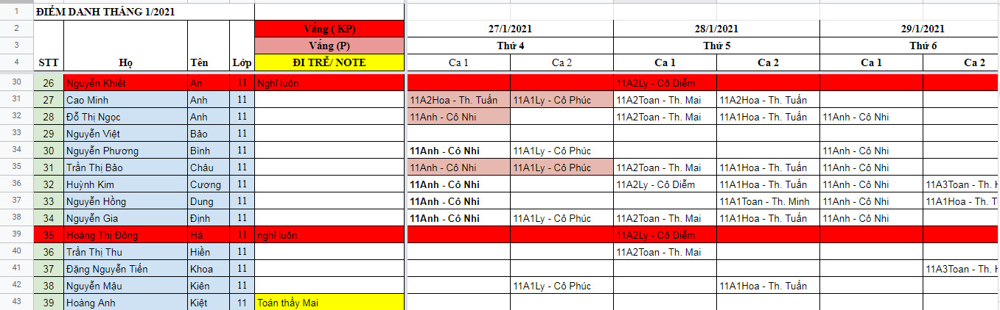 1 ĐIỂM DANH THÁNG 1/2021
2 Vắng ( KP) 27/1/2021 28/1/2021 29/1/2021
3 Vắng (P) Thứ 4 Thứ 5 Thứ 6
4 STT Họ Tên Lớp ĐI TRỄ/ NOTE Ca 1 Ca 2 Ca 1 Ca 2 Ca 1 Ca 2
30 26 Nguyễn Khiết An 11 Nghỉ luôn 11A2Ly - Cô Diễm
31 27 Cao Minh Anh 11 11A2Hoa - Th. Tuấn 11A1Ly - Cô Phúc 11A2Toan - Th. Mai 11A2Hoa - Th. Tuấn
32 28 Đỗ Thị Ngọc Anh 11 11Anh - Cô Nhi 11A2Toan - Th. Mai 11A1Hoa - Th. Tuấn 11Anh - Cô Nhi
33 29 Nguyễn Việt Bảo 11
34 30 Nguyễn Phương Bình 11 11Anh - Cô Nhi 11A1Ly - Cô Phúc 11Anh - Cô Nhi
35 31 Trần Thị Bảo Châu 11 11Anh - Cô Nhi 11A1Ly - Cô Phúc 11A2Toan - Th. Mai 11A1Hoa - Th. Tuấn 11Anh - Cô Nhi
36 32 Huỳnh Kim Cương 11 11Anh - Cô Nhi 11A2Ly - Cô Diễm 11A1Hoa - Th. Tuấn 11Anh - Cô Nhi 11A3Toan - Th.
37 33 Nguyễn Hồng Dung 11 11Anh - Cô Nhi 11A1Toan - Th. Minh 11Anh - Cô Nhi 11A1Hoa - Th.
38 34 Nguyễn Gia Định 11 11Anh - Cô Nhi 11A1Ly - Cô Phúc 11A2Toan - Th. Mai 11A1Hoa - Th. Tuấn 11Anh - Cô Nhi
39 35 Hoàng Thị Đông Hà 11 nghỉ luôn 11A2Ly - Cô Diễm
40 36 Trần Thị Thu Hiền 11 11A2Toan - Th. Mai
41 37 Đặng Nguyễn Tiến Khoa 11 11A3Toan - Th.
42 38 Nguyễn Mậu Kiên 11 11A1Ly - Cô Phúc 11A1Hoa - Th. Tuấn
43 39 Hoàng Anh Kiệt 11 Toán thầy Mai